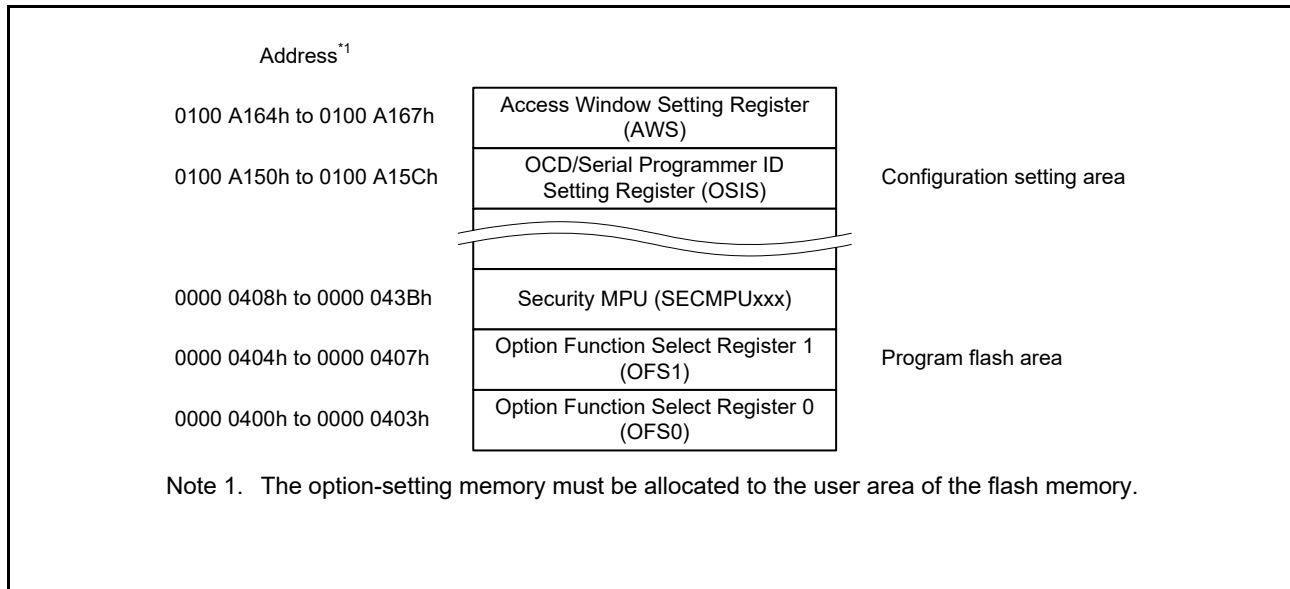 Address*1
0100 A164h to 0100 A167h
Access Window Setting Register
(AWS)
0100 A150h to 0100 A15Ch
OCD/Serial Programmer ID
Setting Register (OSIS)
Configuration setting area
0000 0408h to 0000 043Bh
Security MPU (SECMPUxxx)
0000 0404h to 0000 0407h
Option Function Select Register 1
(OFS1)
Program flash area
0000 0400h to 0000 0403h
Option Function Select Register 0
(OFS0)
Note 1. The option-setting memory must be allocated to the user area of the flash memory.